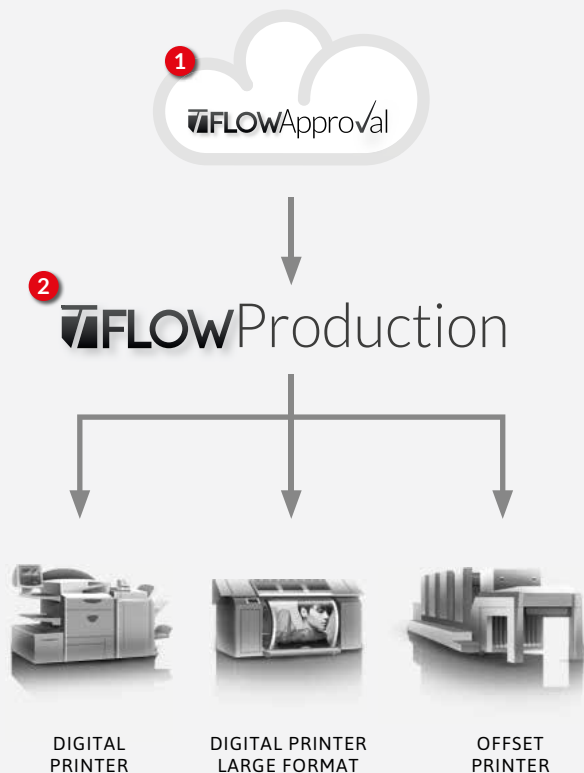 1
FLOWApproval
2
FLOWProduction
DIGITAL
PRINTER
DIGITAL PRINTER
LARGE FORMAT
OFFSET
PRINTER